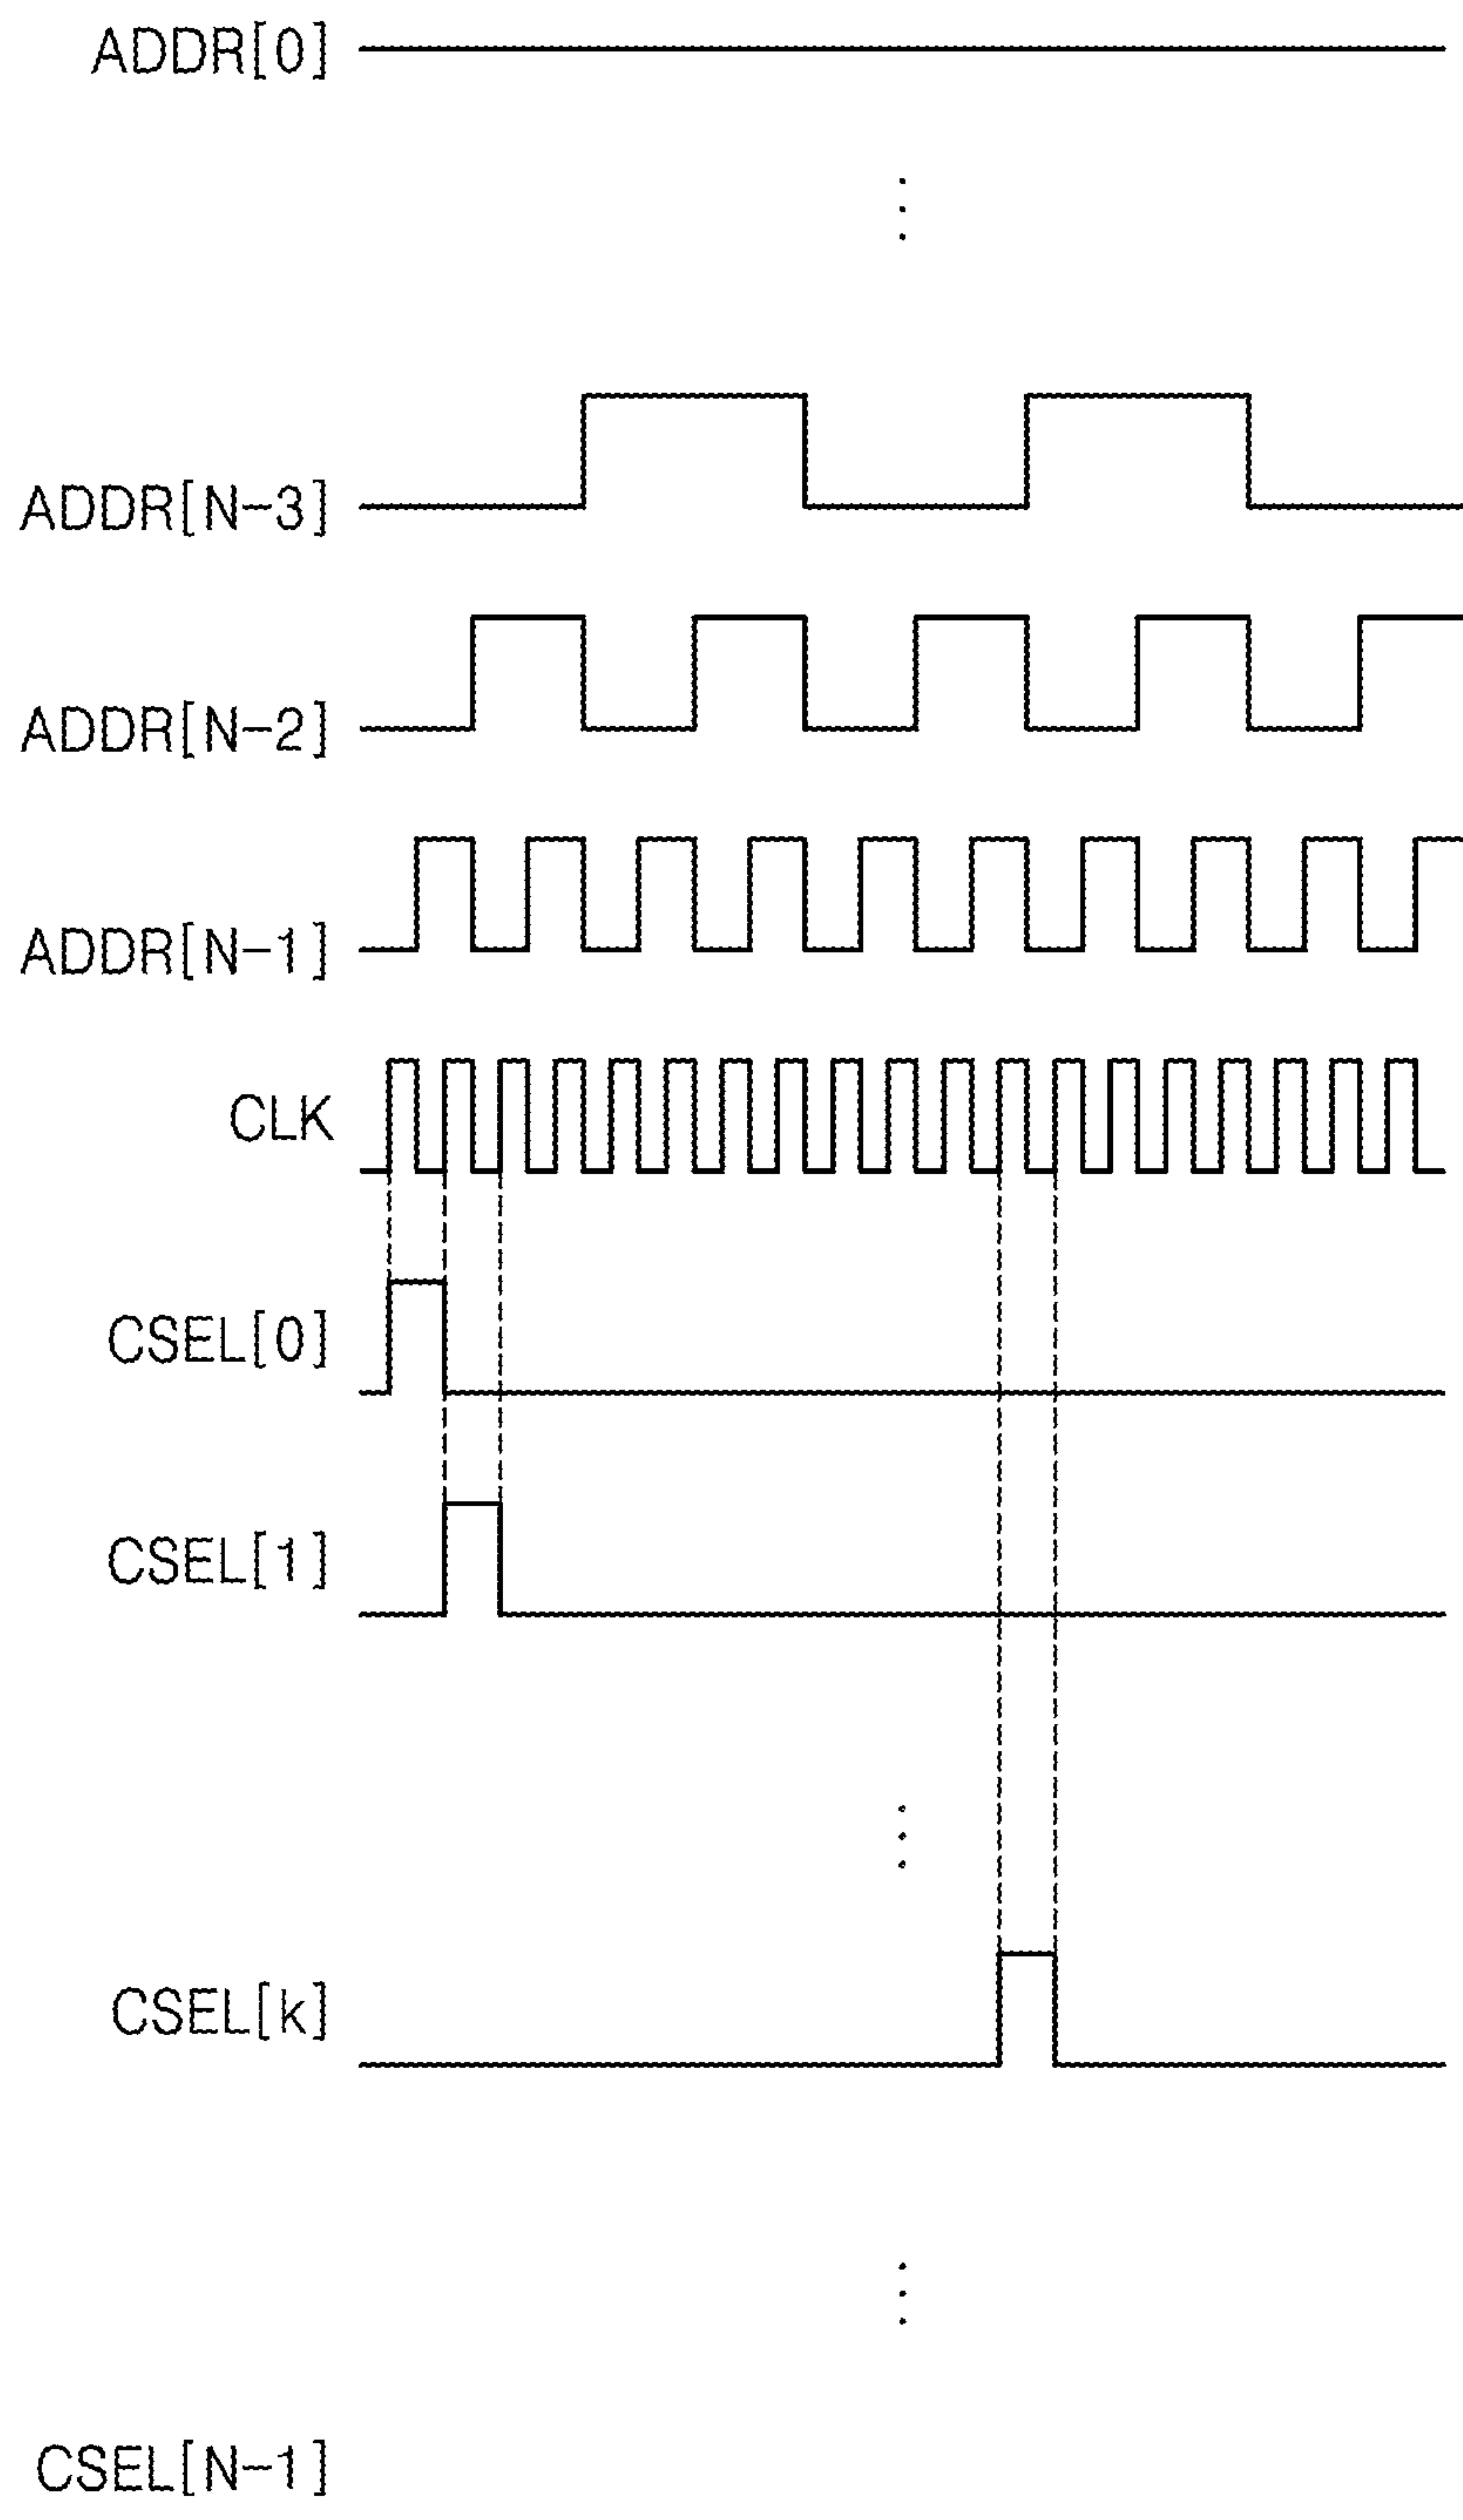 ADDR[0]
ADDR[N-3]
ADDR[N-2]
ADDR[N-1]
CLK
CSEL[0]
CSEL[1]
CSEL[k]
CSEL[N-1]